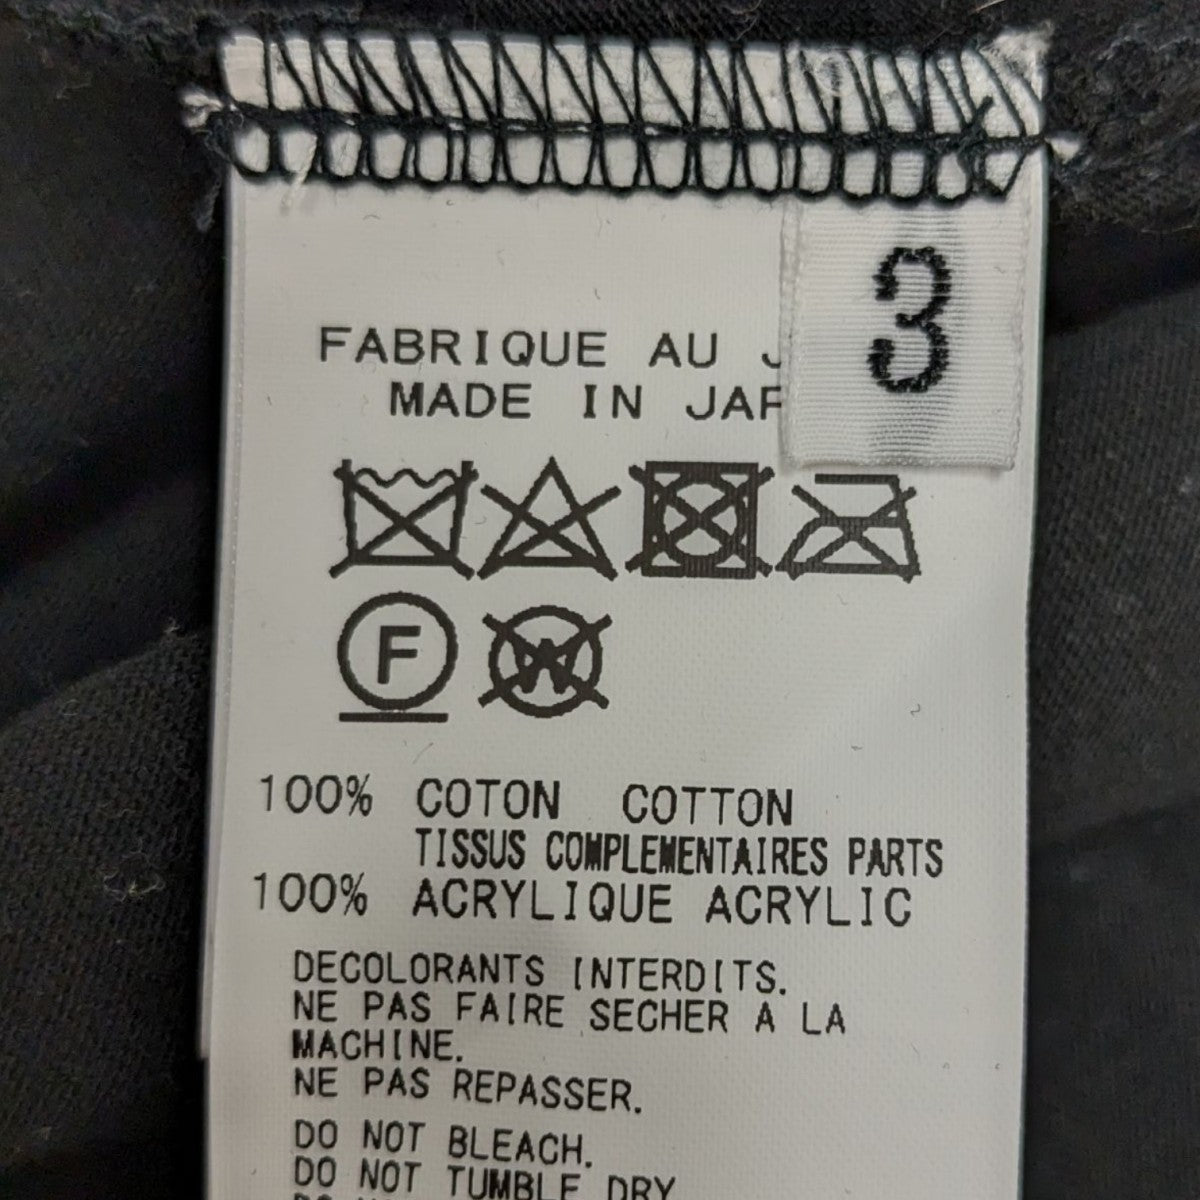 3
FABRIQUE AU
MADE IN
F
W
100% COTON COTTON
TISSUS COMPLEMENTAIRES PARTS
100% ACRYLIQUE ACRYLIC
DECOLORANTS INTERDITS.
NE PAS FAIRE SECHER A LA
MACHINE.
NE PAS REPASSER.
DO NOT BLEACH.
DO NOT TUMBLE DRY